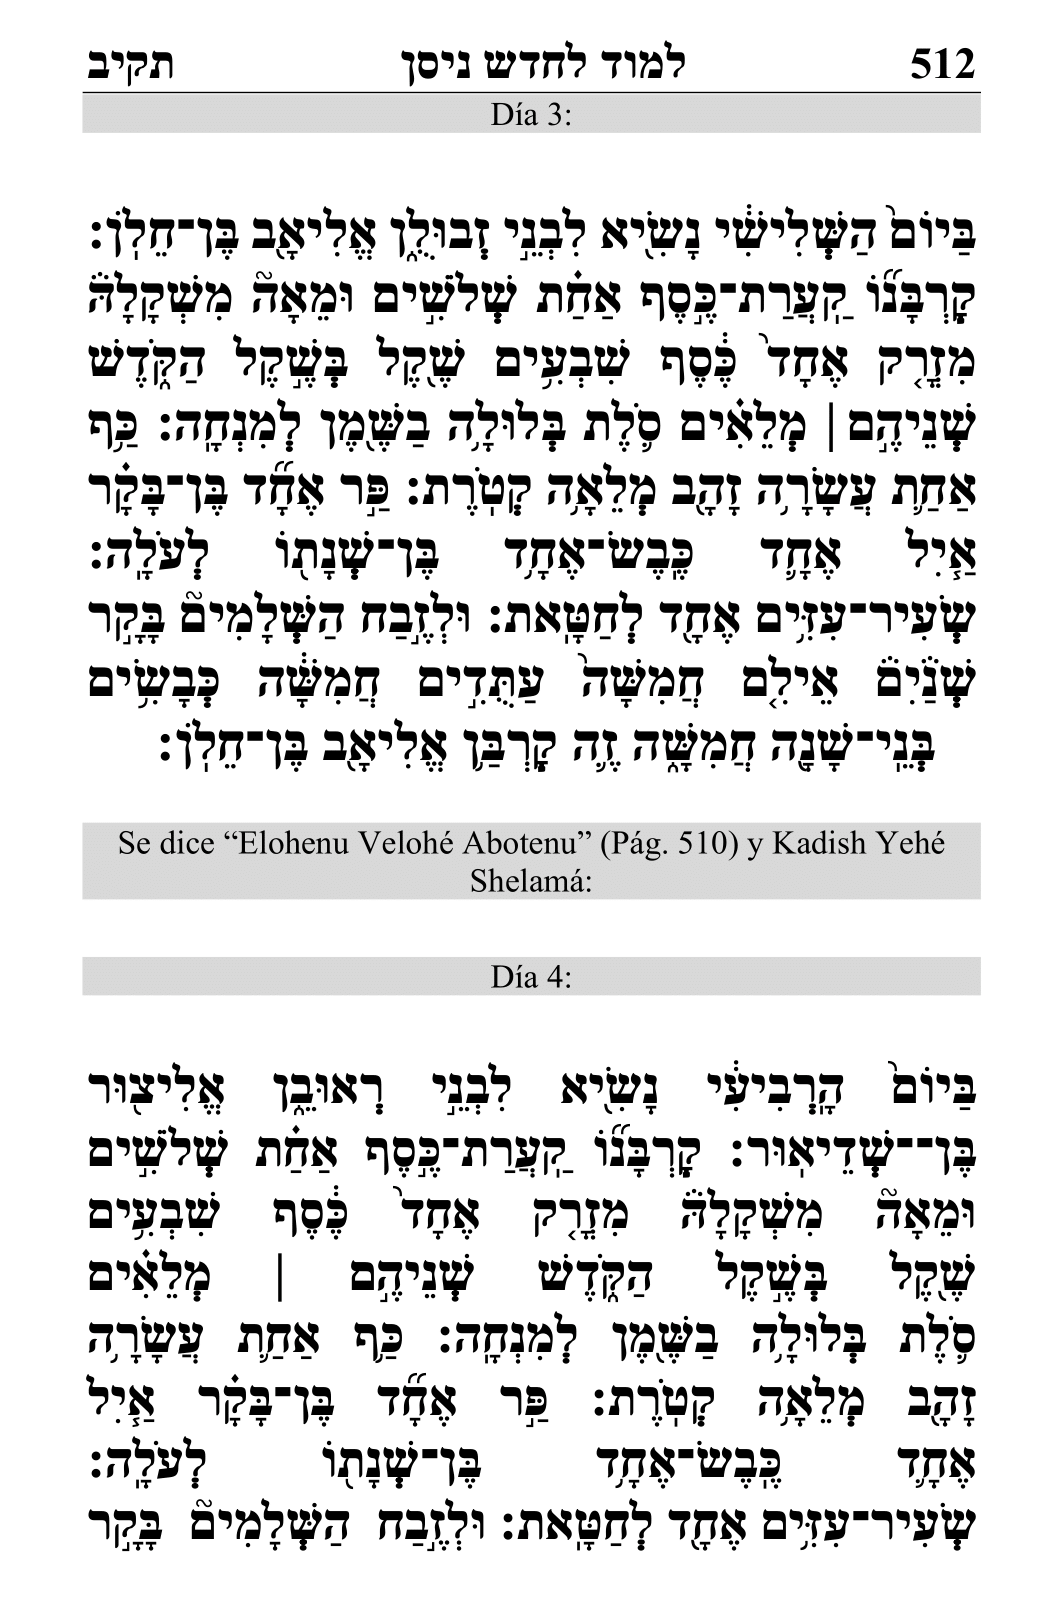 512 למוד לחדש ניסן תקיב
Día 3:
בַּיּוֹם֙ הַשְּׁלִישִׁ֔י נָשִׂ֖יא לִבְנֵ֣י זְבוּלֻ֑ן אֱלִיאָ֖ב בֶּן־חֵלֹֽן׃
קׇרְבָּנ֞וֹ קַֽעֲרַת־כֶּ֣סֶף אַחַ֗ת שְׁלֹשִׁ֣ים וּמֵאָה֮ מִשְׁקָלָהּ֒
מִזְרָ֤ק אֶחָד֙ כֶּ֔סֶף שִׁבְעִ֥ים שֶׁ֖קֶל בְּשֶׁ֣קֶל הַקֹּ֑דֶשׁ
שְׁנֵיהֶ֣ם | מְלֵאִ֗ים סֹ֛לֶת בְּלוּלָ֥ה בַשֶּׁ֖מֶן לְמִנְחָֽה׃ כַּ֥ף
אַחַ֛ת עֲשָׂרָ֥ה זָהָ֖ב מְלֵאָ֥ה קְטֹֽרֶת׃ פַּ֣ר אֶחָ֞ד בֶּן־בָּקָ֗ר
אַ֧יִל אֶחָ֛ד כֶּֽבֶשׂ־אֶחָ֥ד בֶּן־שְׁנָת֖וֹ לְעֹלָֽה׃
שְׂעִיר־עִזִּ֥ים אֶחָ֖ד לְחַטָּֽאת׃ וּלְזֶ֣בַח הַשְּׁלָמִים֮ בָּקָ֣ר
שְׁנַ֒יִם֒ אֵילִ֤ם חֲמִשָּׁה֙ עַתֻּדִ֣ים חֲמִשָּׁ֔ה כְּבָשִׂ֥ים
בְּנֵֽי־שָׁנָ֖ה חֲמִשָּׁ֑ה זֶ֛ה קׇרְבַּ֥ן אֱלִיאָ֖ב בֶּן־חֵלֹֽן׃
Se dice “Elohenu Velohé Abotenu” (Pág. 510) y Kadish Yehé
Shelamá:
Día 4:
בַּיּוֹם֙ הָֽרְבִיעִ֔י נָשִׂ֖יא לִבְנֵ֣י רְאוּבֵ֑ן אֱלִיצ֖וּר
בֶּן־־שְׁדֵיאֽוּר׃ קׇרְבָּנ֞וֹ קַֽעֲרַת־כֶּ֣סֶף אַחַ֗ת שְׁלֹשִׁ֣ים
וּמֵאָה֮ מִשְׁקָלָהּ֒ מִזְרָ֤ק אֶחָד֙ כֶּ֔סֶף שִׁבְעִ֥ים
שֶׁ֖קֶל בְּשֶׁ֣קֶל הַקֹּ֑דֶשׁ שְׁנֵיהֶ֣ם | מְלֵאִ֗ים
סֹ֛לֶת בְּלוּלָ֥ה בַשֶּׁ֖מֶן לְמִנְחָֽה׃ כַּ֥ף אַחַ֛ת עֲשָׂרָ֥ה
זָהָ֖ב מְלֵאָ֥ה קְטֹֽרֶת׃ פַּ֣ר אֶחָ֞ד בֶּן־בָּקָ֗ר אַ֧יִל
אֶחָ֛ד כֶּֽבֶשׂ־אֶחָ֥ד בֶּן־שְׁנָת֖וֹ לְעֹלָֽה׃
שְׂעִיר־עִזִּ֥ים אֶחָ֖ד לְחַטָּֽאת׃ וּלְזֶ֣בַח הַשְּׁלָמִים֮ בָּקָ֣ר